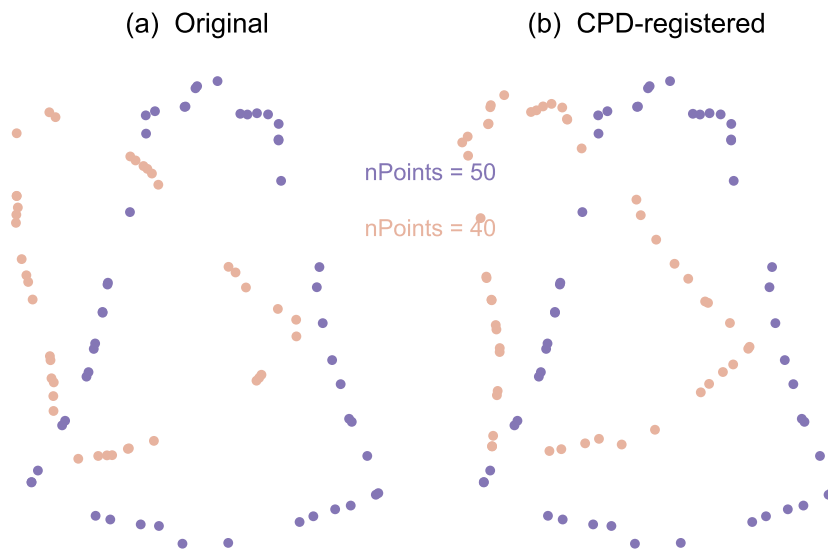 (a) Original
(b) CPD-registered
nPoints = 50
nPoints = 40